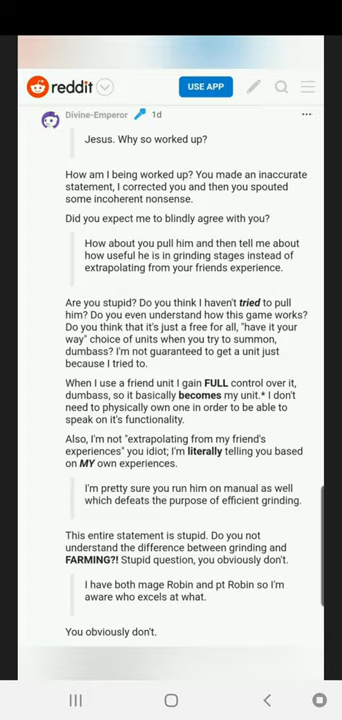 reddit
USE APP
Divine-Emperor 1d
Jesus. Why so worked up?
How am I being worked up? You made an inaccurate
statement, I corrected you and then you spouted
some incoherent nonsense.
Did you expect me to blindly agree with you?
How about you pull him and then tell me about
how useful he is in grinding stages instead of
extrapolating from your friends experience.
Are you stupid? Do you think I haven't tried to pull
him? Do you even understand how this game works?
Do you think that it's just a free for all, "have it your
way" choice of units when you try to summon,
dumbass? I'm not guaranteed to get a unit just
because I tried to.
When I use a friend unit I gain FULL control over it,
dumbass, so it basically becomes my unit.* I don't
need to physically own one in order to be able to
speak on it's functionality.
Also, I'm not "extrapolating from my friend's
experiences" you idiot; I'm literally telling you based
on MY own experiences.
I'm pretty sure you run him on manual as well
which defeats the purpose of efficient grinding.
This entire statement is stupid. Do you not
understand the difference between grinding and
FARMING?! Stupid question, you obviously don't.
I have both mage Robin and pt Robin so I'm
aware who excels at what.
You obviously don't.